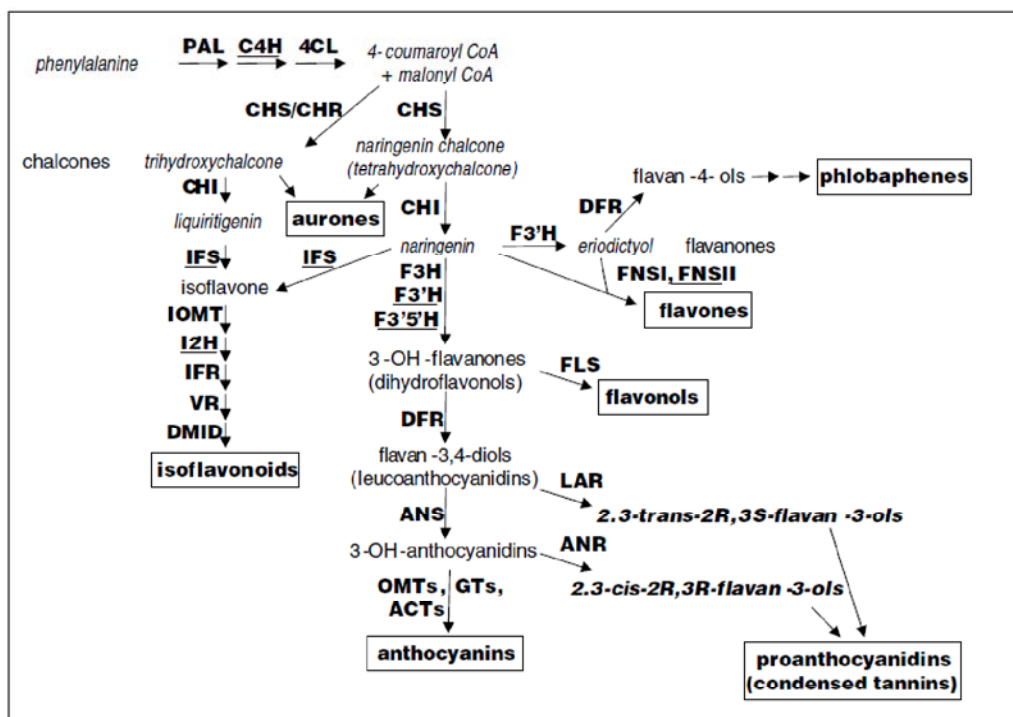 PAL C4H 4CL 4-coumaroyl CoA
phenylalanine + malonyl CoA
CHS/CHR CHS
chalcones trihydroxychalcone naringenin chalcone
(tetrahydroxychalcone)
flavan -4- ols phlobaphenes
CHI aurones CHI DFR
liquiritigenin naringenin F3'H eriodictyol flavanones
IFS IFS F3H FNSI, FNSII
isoflavone F3'H flavones
IOMT F3'5'H
I2H 3-OH-flavanones FLS
IFR (dihydroflavonols) flavonols
VR DFR
DMID flavan -3,4-diols
isoflavonoids (leucoanthocyanidins) LAR
ANS 2.3-trans-2R,3S-flavan -3-ols
3-OH-anthocyanidins ANR
OMTs, GTs, 2.3-cis-2R,3R-flavan -3-ols
ACTs
anthocyanins proanthocyanidins
(condensed tannins)